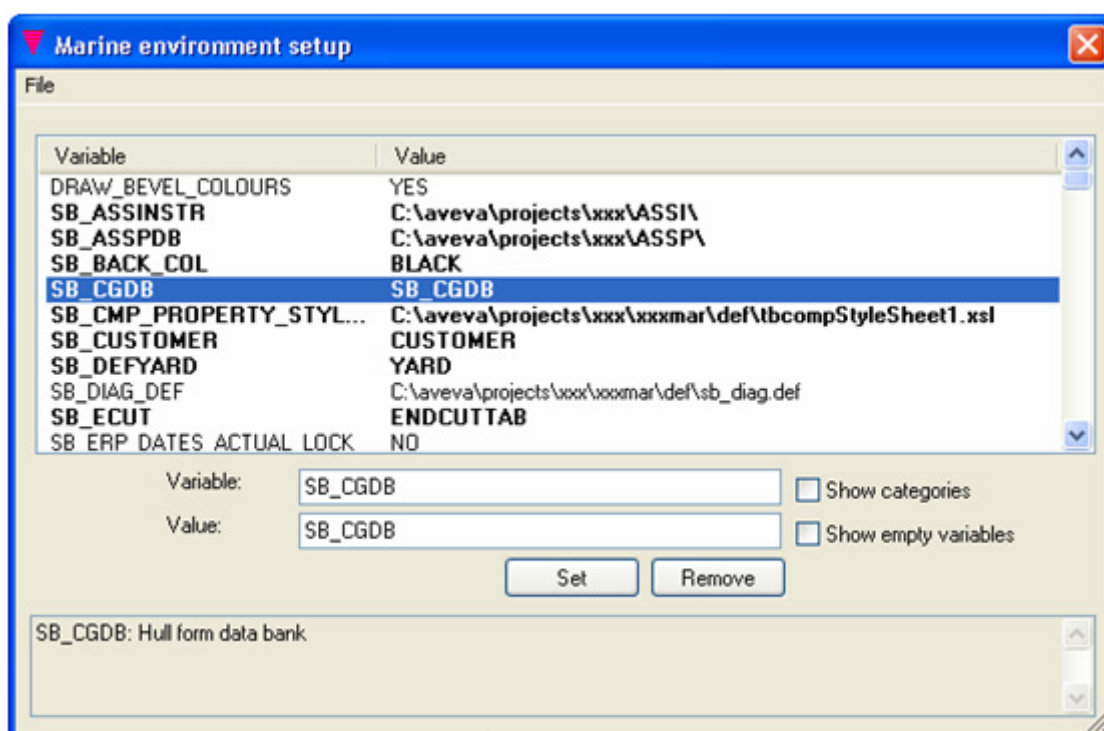 Marine environment setup
File
Variable Value
DRAW_BEVEL_COLOURS YES
SB_ASSINSTR C:\aveva\projects\xxx\ASSI\
SB_ASSPDB C:\aveva\projects\xxx\ASSP\
SB_BACK_COL BLACK
SB_CGDB SB_CGDB
SB_CMP_PROPERTY_STYL... C:\aveva\projects\xxx\xxxmar\def\tbcompStyleSheet1.xsl
SB_CUSTOMER CUSTOMER
SB_DEFYARD YARD
SB_DIAG_DEF C:\aveva\projects\xxx\xxxmar\def\sb_diag.def
SB_ECUT ENDCUTTAB
SB_ERP_DATES_ACTUAL_LOCK NO
Variable: SB_CGDB Show categories
Value: SB_CGDB Show empty variables
Set Remove
SB_CGDB: Hull form data bank